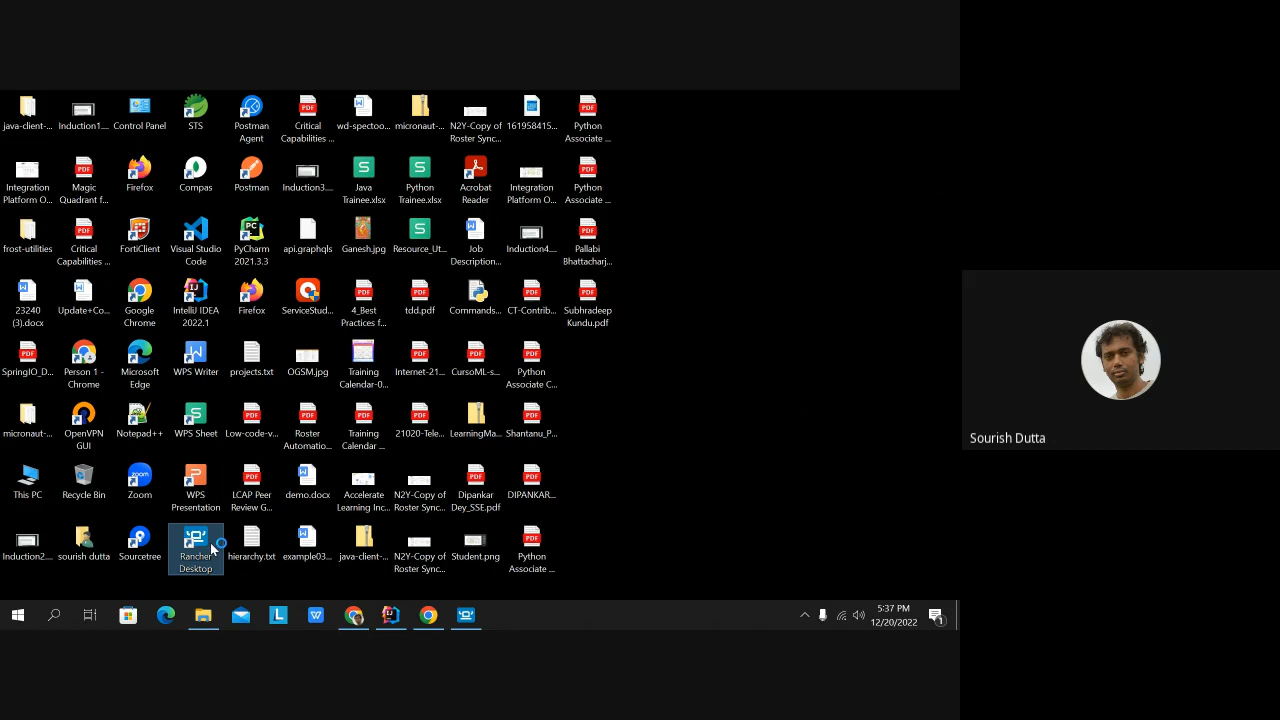 java-client-...
Induction1....
Control Panel
STS
Postman
Agent
Critical
Capabilities ...
wd-spectoo...
micronaut-...
N2Y-Copy of
Roster Sync...
161958415...
Python
Associate ...
Integration
Platform O...
Magic
Quadrant f...
Firefox
Compas
Postman
Induction3....
Java
Trainee.xlsx
Python
Trainee.xlsx
Acrobat
Reader
Integration
Platform O...
Python
Associate ...
frost-utilities
Critical
Capabilities ...
FortiClient
Visual Studio
Code
PyCharm
2021.3.3
api.graphqls
Ganesh.jpg
Resource_Ut...
Job
Description...
Induction4....
Pallabi
Bhattacharj...
23240
(3).docx
Update+Co...
Google
Chrome
IntelliJ IDEA
2022.1
Firefox
ServiceStud...
4_Best
Practices f...
tdd.pdf
Commands...
CT-Contrib...
Subhradeep
Kundu.pdf
SpringIO_D...
Person 1 -
Chrome
Microsoft
Edge
WPS Writer
projects.txt
OGSM.jpg
Training
Calendar-0...
Internet-21...
CursoML-s...
Python
Associate C...
micronaut-...
OpenVPN
GUI
Notepad++
WPS Sheet
Low-code-v...
Roster
Automatio...
Training
Calendar ...
21020-Tele...
LearningMa...
Shantanu_P...
This PC
Recycle Bin
Zoom
WPS
Presentation
LCAP Peer
Review G...
demo.docx
Accelerate
Learning Inc...
N2Y-Copy of
Roster Sync...
Dipankar
Dey_SSE.pdf
DIPANKAR...
Induction2....
sourish dutta
Sourcetree
Rancher
Desktop
hierarchy.txt
example03...
java-client-...
N2Y-Copy of
Roster Sync...
Student.png
Python
Associate ...
5:37 PM
12/20/2022
Sourish Dutta